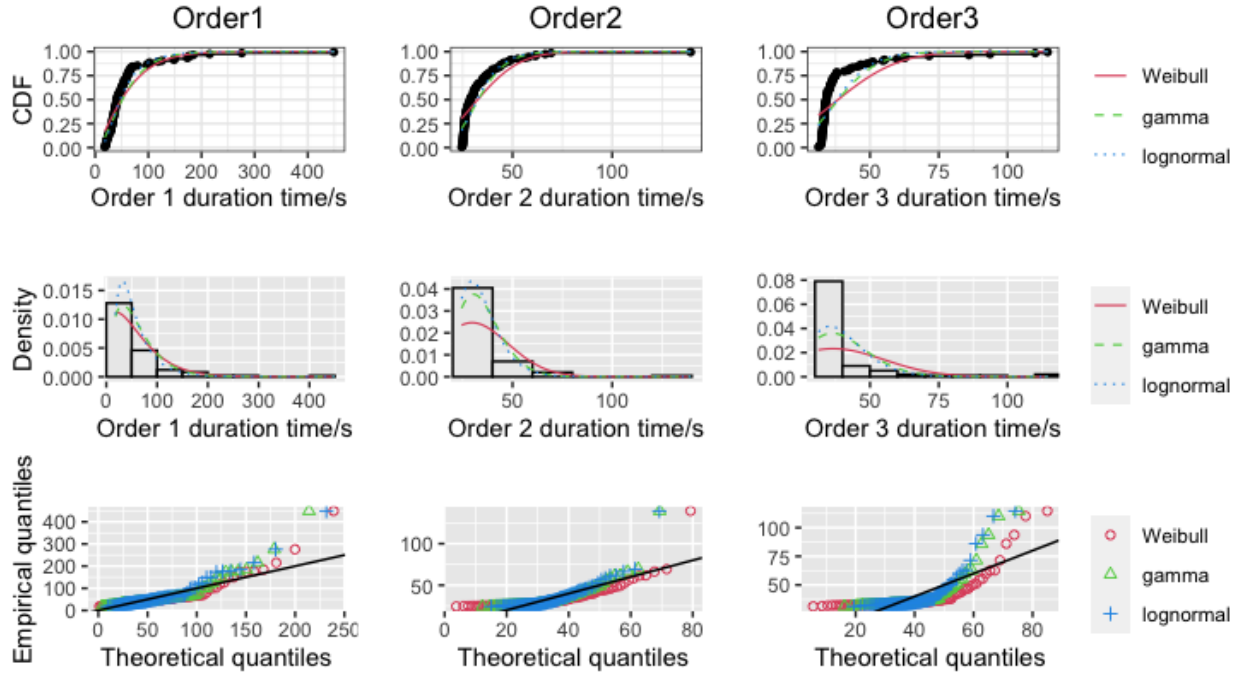 Order1 Order2 Order3
CDF
1.00 1.00 1.00
0.75 0.75 0.75
0.50 0.50 0.50
0.25 0.25 0.25
0.00 0.00 0.00
0 100 200 300 400 50 100 50 75 100
Order 1 duration time/s Order 2 duration time/s Order 3 duration time/s
Weibull
gamma
lognormal
Density
0.015 0.04 0.08
0.010 0.03 0.06
0.005 0.02 0.04
0.000 0.01 0.02
0.00 0.00
0 100 200 300 400 50 100 50 75 100
Order 1 duration time/s Order 2 duration time/s Order 3 duration time/s
Weibull
gamma
lognormal
Empirical quantiles
400 100 100
300 50 75
200 50
100
0
0 50 100 150 200 250 0 20 40 60 80 20 40 60 80
Theoretical quantiles Theoretical quantiles Theoretical quantiles
Weibull
gamma
lognormal